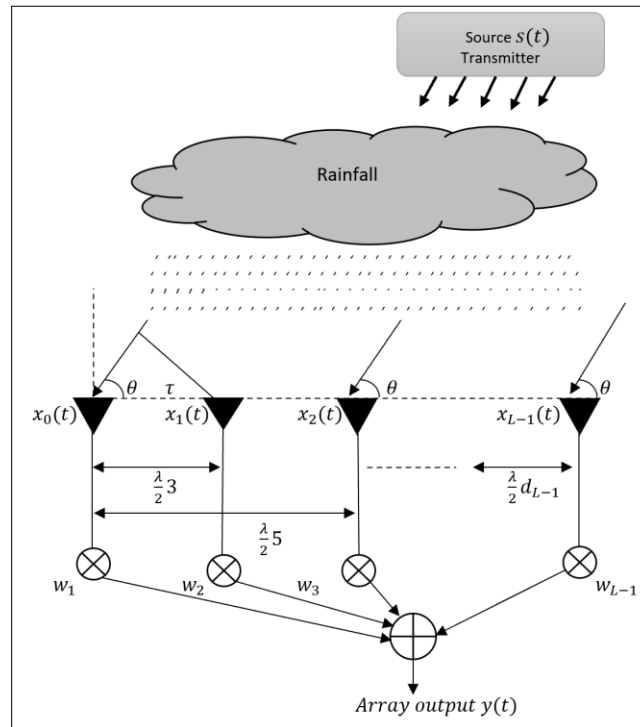 Source s(t)
Transmitter
Rainfall
θ
τ
θ
θ
x₀(t)
x₁(t)
x₂(t)
x_{L−1}(t)
λ/2 3
λ/2 d_{L−1}
λ/2 5
w₁
w₂
w₃
w_{L−1}
Array output y(t)